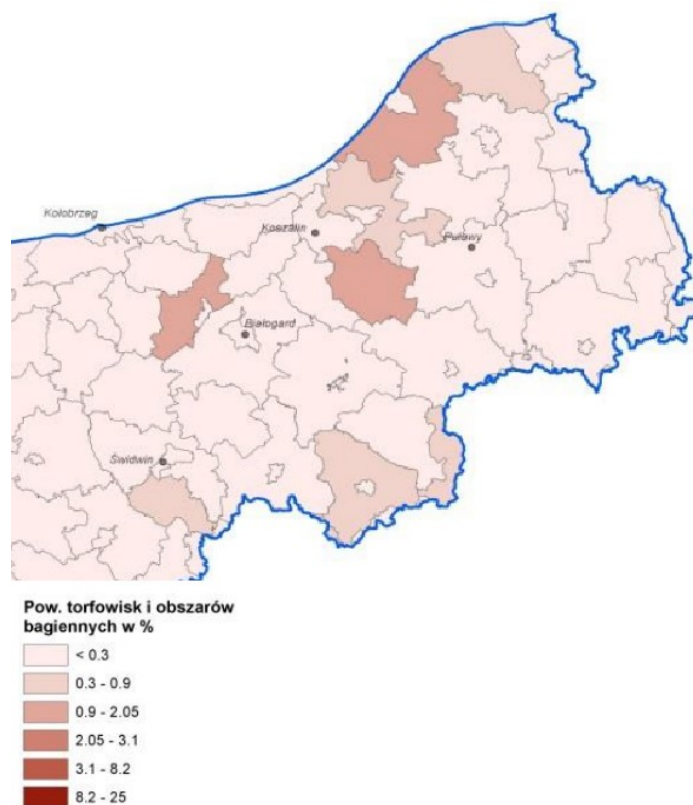 Kołobrzeg
Koszalin
Puławy
Białogard
Świdwin
Pow. torfowisk i obszarów
bagiennych w %
< 0.3
0.3 - 0.9
0.9 - 2.05
2.05 - 3.1
3.1 - 8.2
8.2 - 25